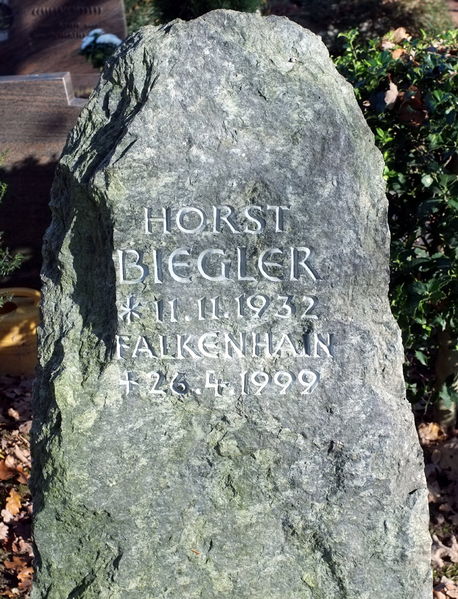 HORST
BIEGLER
* 11.11.1932
FALKENHAIN
† 26.4.1999